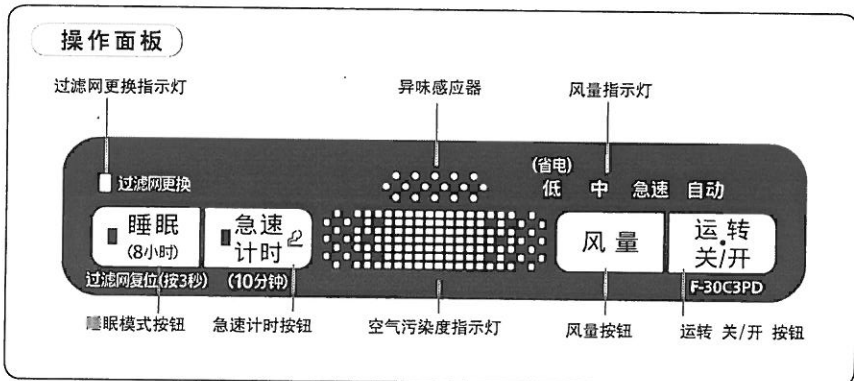 操作面板
过滤网更换指示灯
异味感应器
风量指示灯
(省电)
过滤网更换
低 中 急速 自动
睡眠
(8小时)
急速
计时
风量
运·转
关/开
过滤网复位(按3秒)
(10分钟)
F-30C3PD
眠模式按钮
急速计时按钮
空气污染度指示灯
风量按钮
运转 关/开 按钮